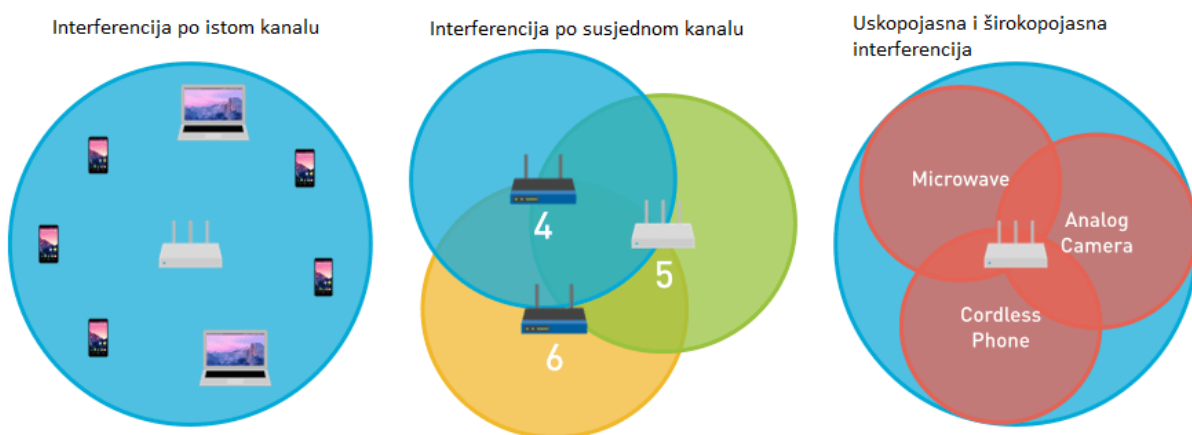 Interferencija po istom kanalu
Interferencija po susjednom kanalu
Uskopojasna i širokopojasna
interferencija
4
5
6
Microwave
Analog
Camera
Cordless
Phone